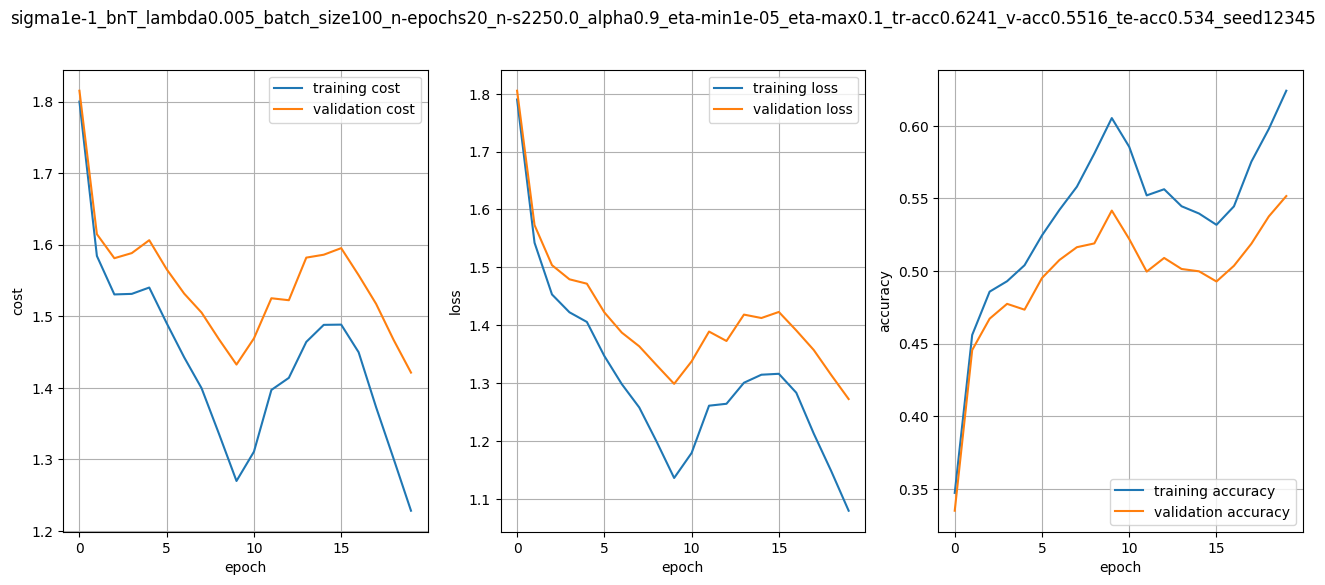 sigma1e-1_bnT_lambda0.005_batch_size100_n-epochs20_n-s2250.0_alpha0.9_eta-min1e-05_eta-max0.1_tr-acc0.6241_v-acc0.5516_te-acc0.534_seed12345
training cost
validation cost
1.8
1.7
1.6
1.5
1.4
1.3
1.2
cost
0 5 10 15
epoch
training loss
validation loss
1.8
1.7
1.6
1.5
1.4
1.3
1.2
1.1
loss
0 5 10 15
epoch
0.60
0.55
0.50
0.45
0.40
0.35
accuracy
training accuracy
validation accuracy
0 5 10 15
epoch